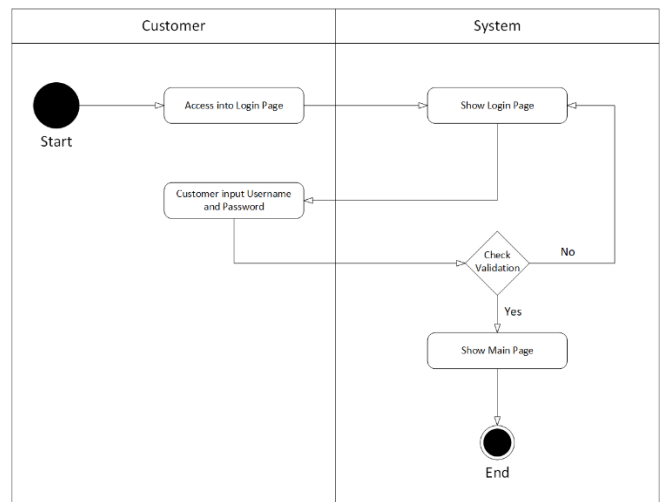 Customer
System
Access into Login Page
Show Login Page
Start
Customer input Username
and Password
Check
Validation
No
Yes
Show Main Page
End